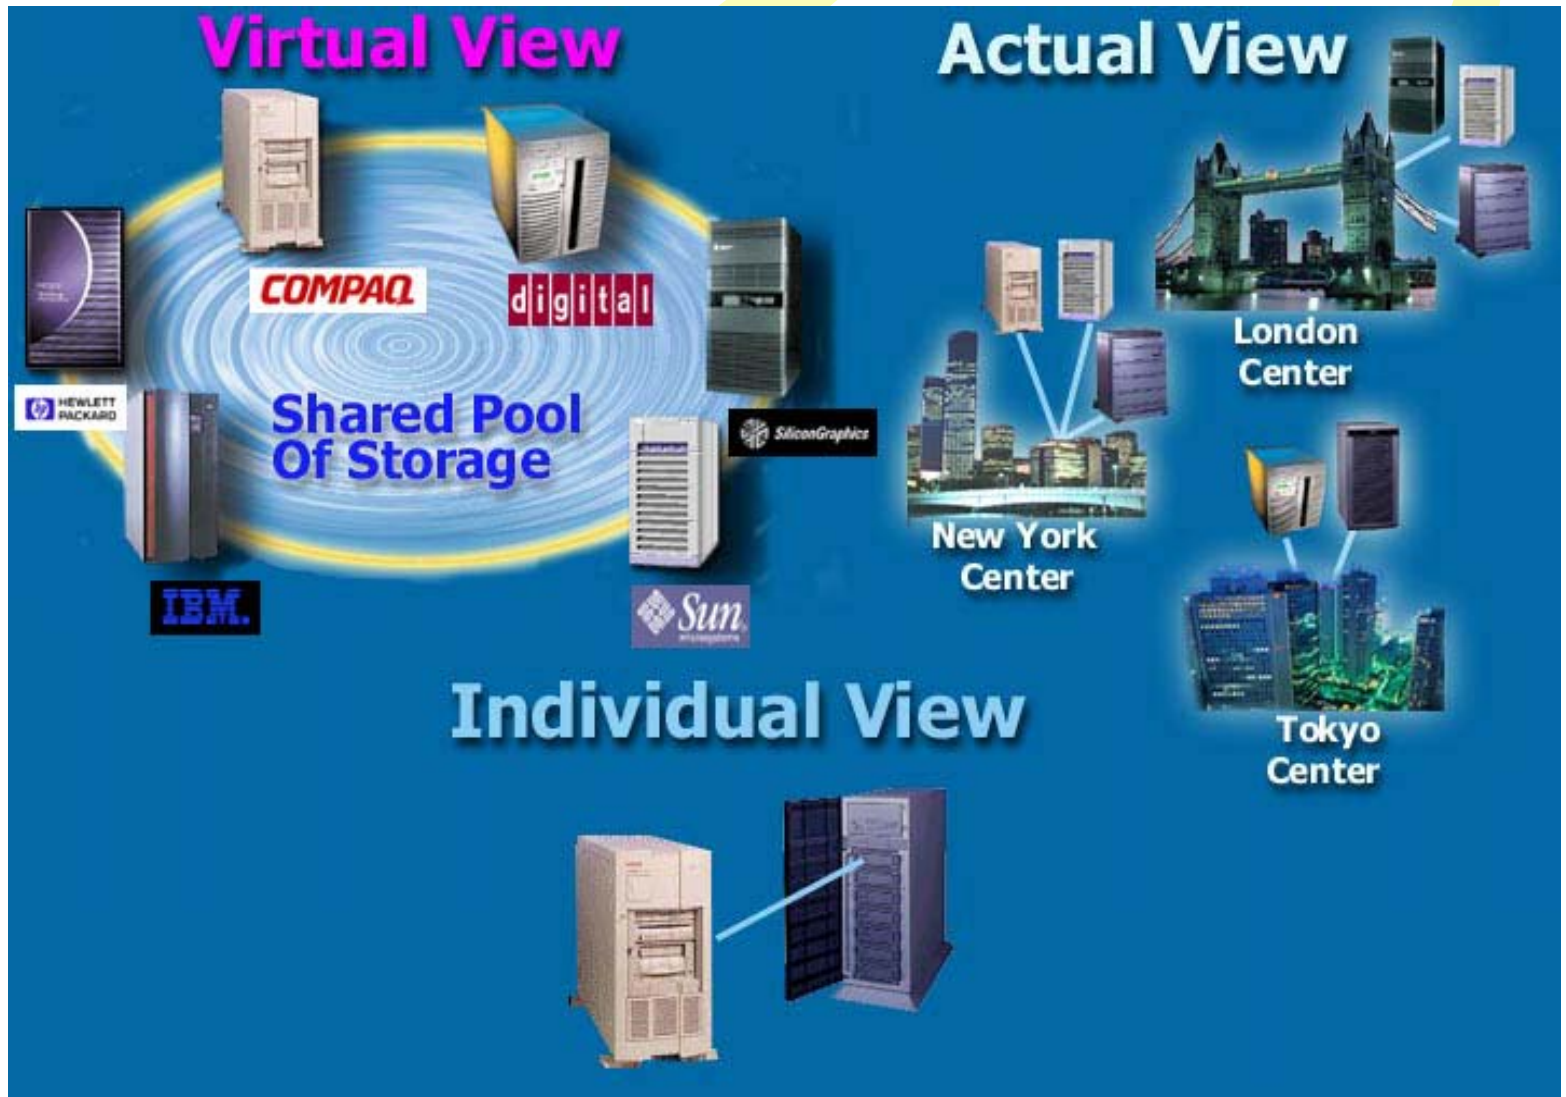 Virtual View
COMPAQ
digital
HEWLETT
PACKARD
Shared Pool
Of Storage
SiliconGraphics
IBM.
Sun
microsystems
Actual View
London
Center
New York
Center
Tokyo
Center
Individual View